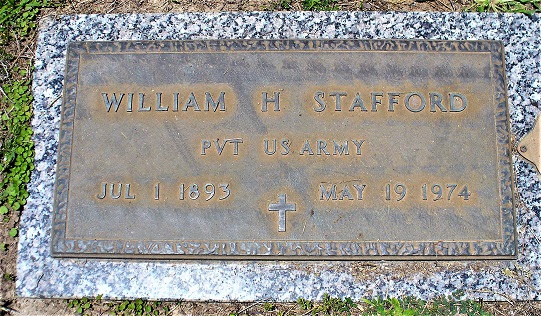 WILLIAM H STAFFORD
PVT US ARMY
JUL 1 1893 MAY 19 1974